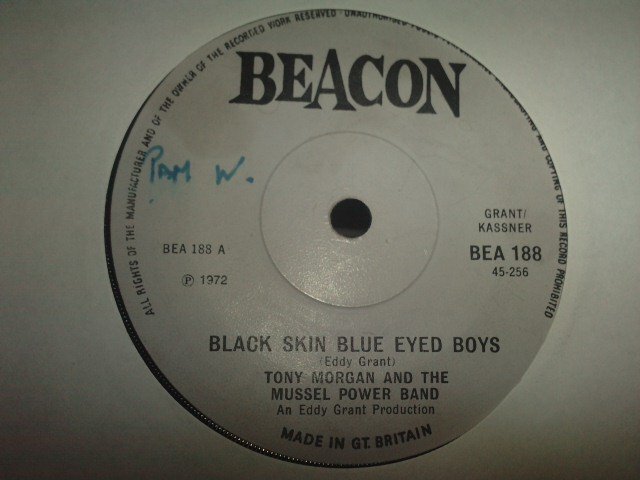 ALL RIGHTS OF THE MANUFACTURER AND OF THE OWNER OF THE RECORDED WORK RESERVED · UNAUTHORISED
COPYING OF THIS RECORD PROHIBITED
BEACON
Pam W.
GRANT/
KASSNER
BEA 188 A
BEA 188
45-256
Ⓟ 1972
BLACK SKIN BLUE EYED BOYS
(Eddy Grant)
TONY MORGAN AND THE
MUSSEL POWER BAND
An Eddy Grant Production
MADE IN GT. BRITAIN